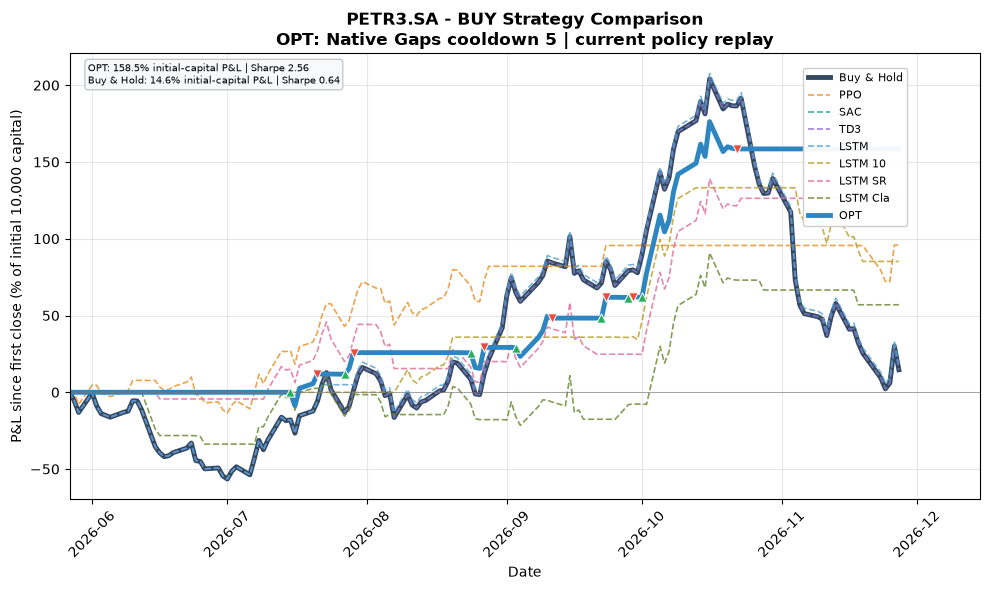 PETR3.SA - BUY Strategy Comparison
OPT: Native Gaps cooldown 5 | current policy replay
OPT: 158.5% initial-capital P&L | Sharpe 2.56
Buy & Hold: 14.6% initial-capital P&L | Sharpe 0.64
Buy & Hold
PPO
SAC
TD3
LSTM
LSTM 10
LSTM SR
LSTM Cla
OPT
P&L since first close (% of initial 10,000 capital)
200
150
100
50
0
−50
2026-06
2026-07
2026-08
2026-09
2026-10
2026-11
2026-12
Date